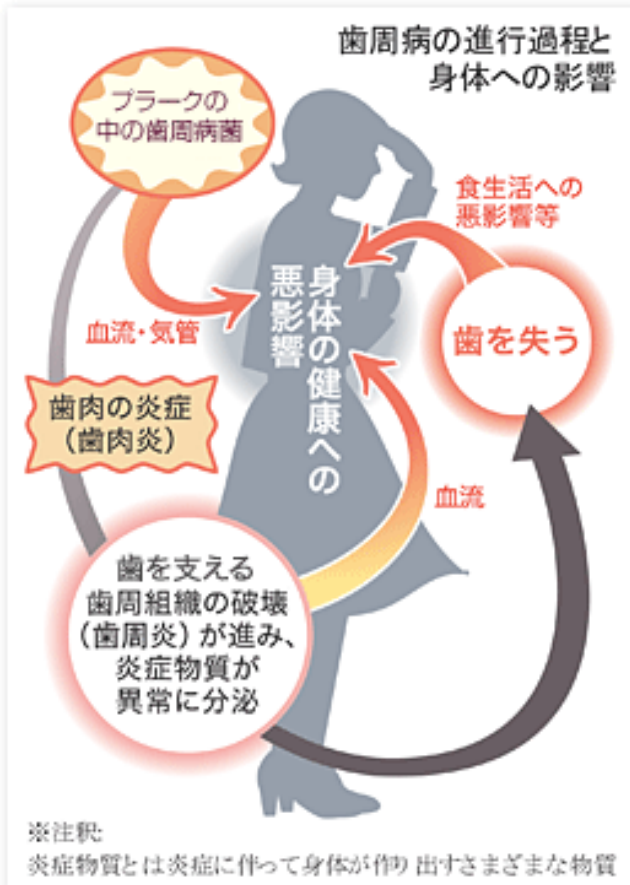 歯周病の進行過程と
身体への影響
プラークの
中の歯周病菌
食生活への
悪影響等
血流・気管
身体の健康への
悪影響
歯を失う
歯肉の炎症
（歯肉炎）
血流
歯を支える
歯周組織の破壊
（歯周炎）が進み、
炎症物質が
異常に分泌
※注釈:
炎症物質とは炎症に伴って身体が作り出すさまざまな物質